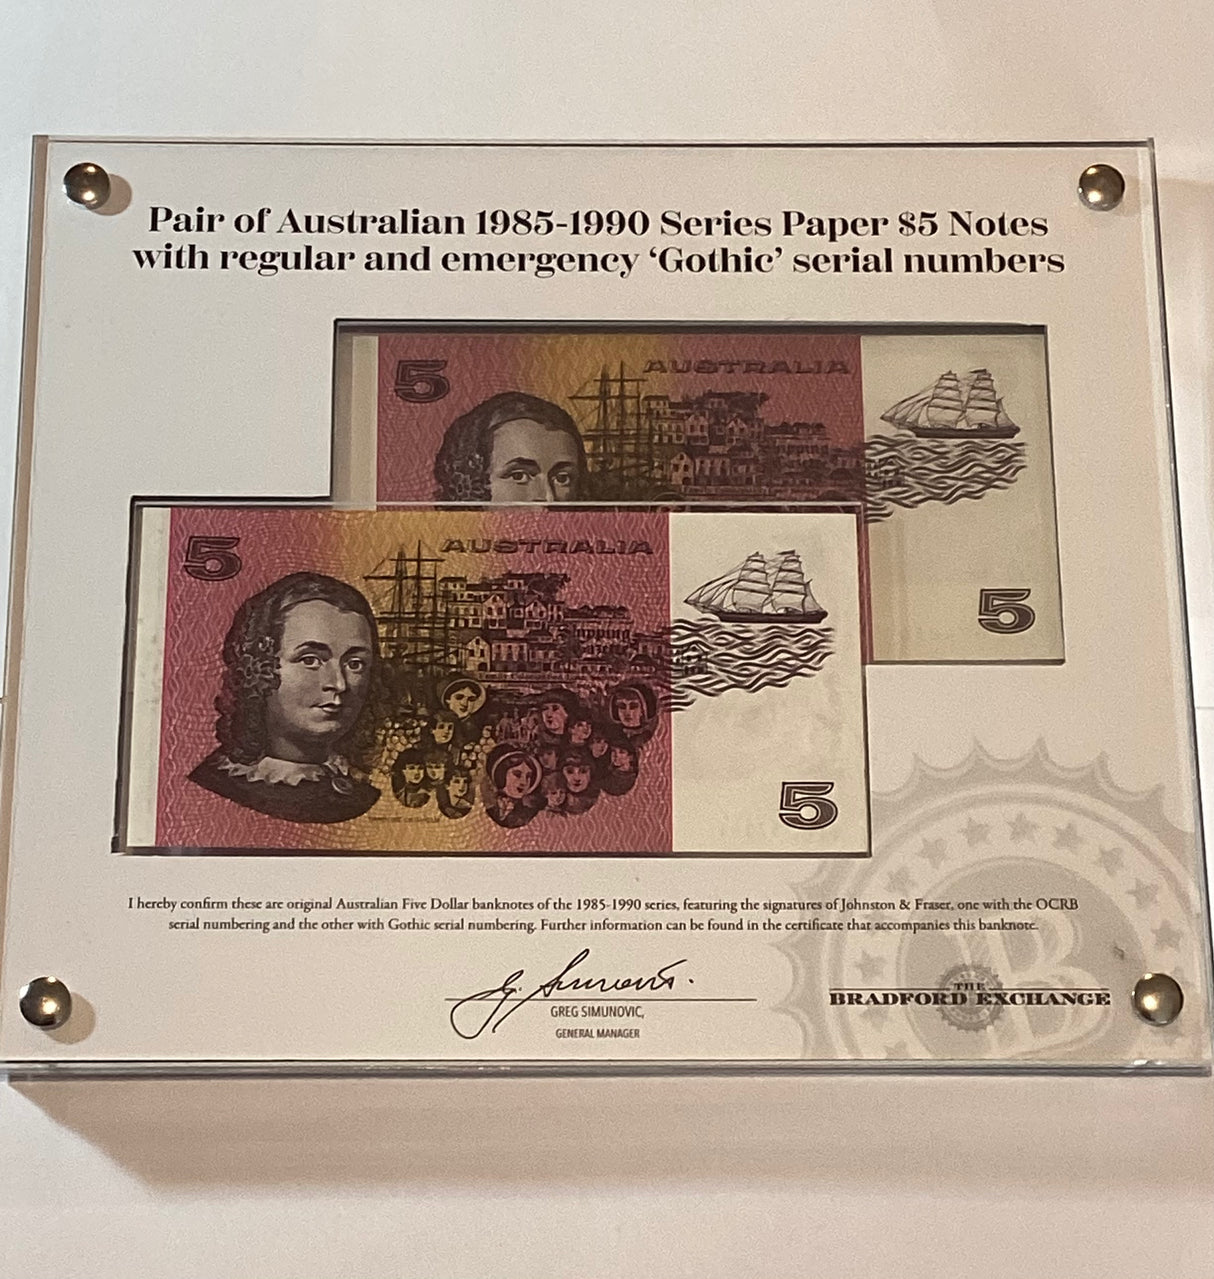 Pair of Australian 1985-1990 Series Paper $5 Notes
with regular and emergency ‘Gothic’ serial numbers
5
AUSTRALIA
5
5
AUSTRALIA
Shipping
5
I hereby confirm these are original Australian Five Dollar banknotes of the 1985-1990 series, featuring the signatures of Johnston & Fraser, one with the OCRB
serial numbering and the other with Gothic serial numbering. Further information can be found in the certificate that accompanies this banknote.
G. Simunovic.
GREG SIMUNOVIC,
GENERAL MANAGER
B
THE
BRADFORD EXCHANGE